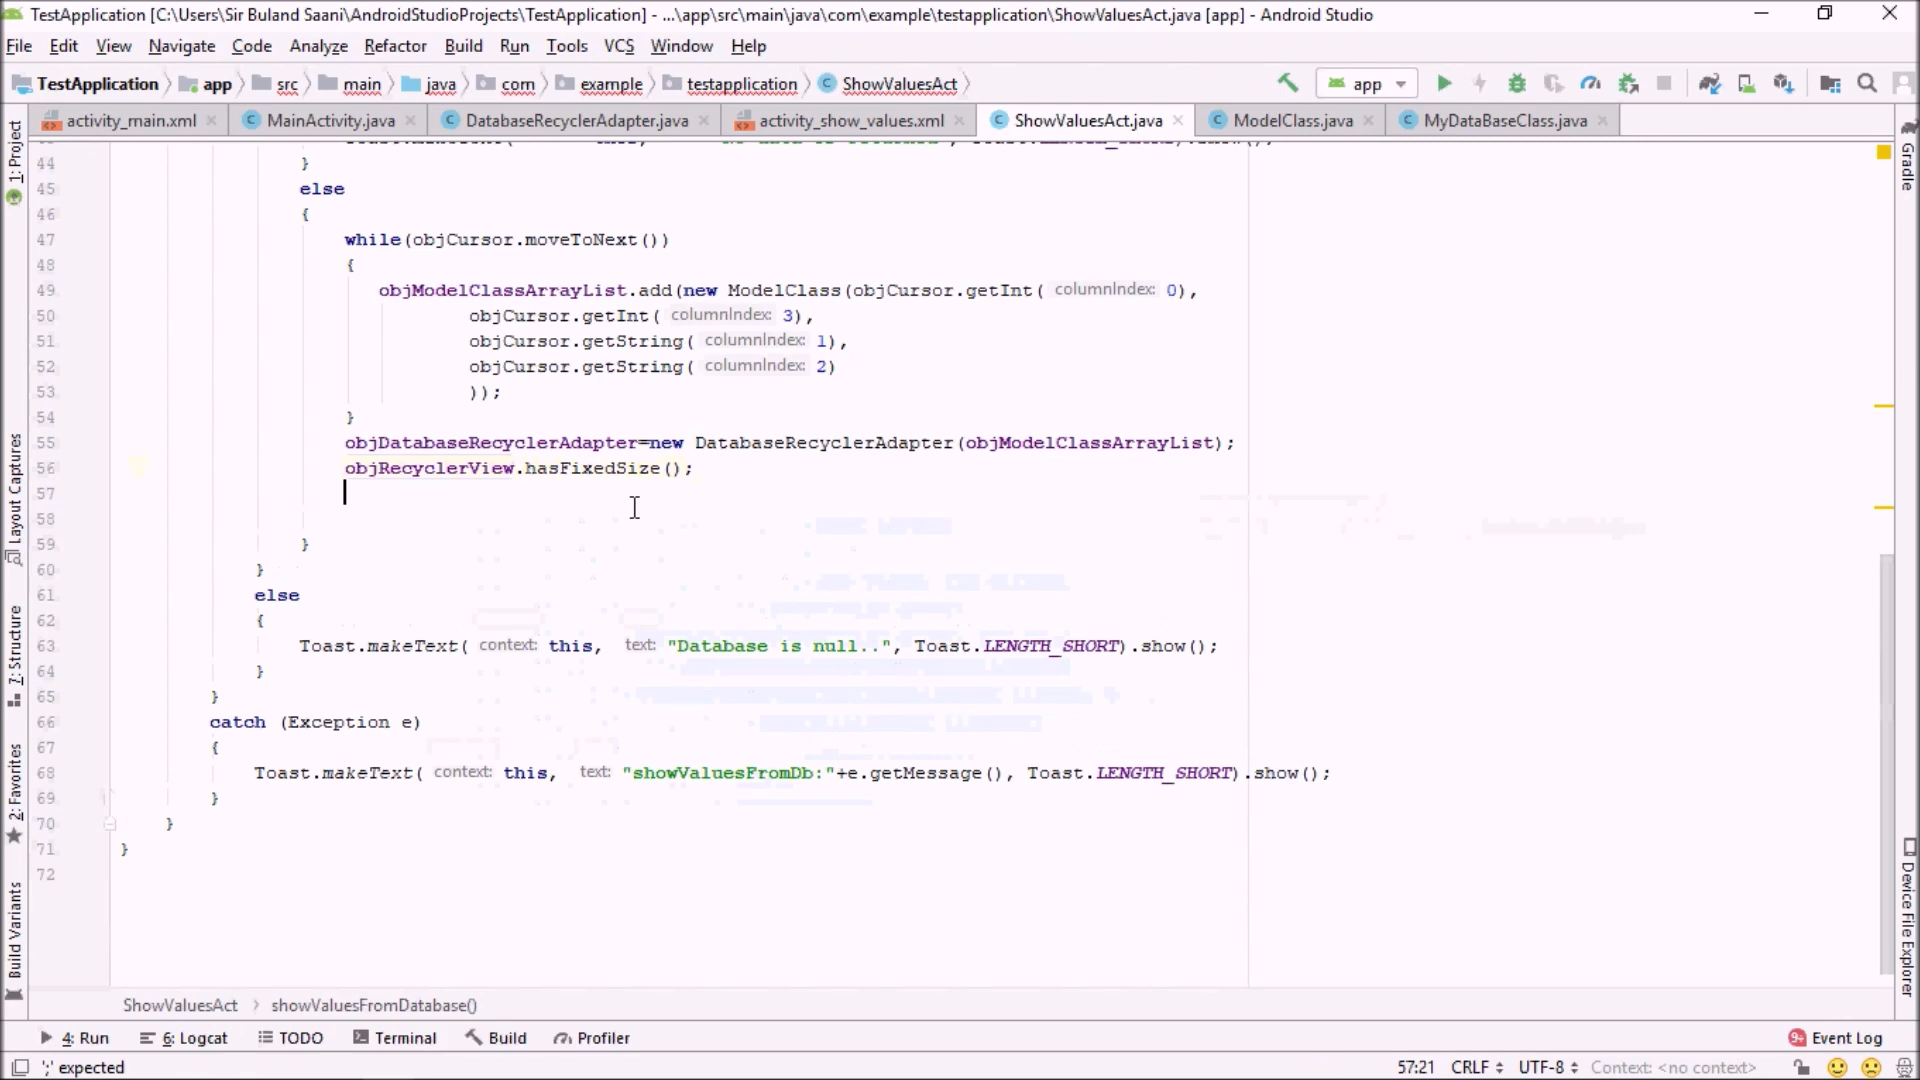 TestApplication [C:\Users\Sir Buland Saani\AndroidStudioProjects\TestApplication] - ...\app\src\main\java\com\example\testapplication\ShowValuesAct.java [app] - Android Studio
File Edit View Navigate Code Analyze Refactor Build Run Tools VCS Window Help
TestApplication app src main java com example testapplication ShowValuesAct app
activity_main.xml MainActivity.java DatabaseRecyclerAdapter.java activity_show_values.xml ShowValuesAct.java ModelClass.java MyDataBaseClass.java
1: Project
Layout Captures
7: Structure
2: Favorites
Build Variants
Gradle
Device File Explorer
44 }
45 else
46 {
47 while(objCursor.moveToNext())
48 {
49 objModelClassArrayList.add(new ModelClass(objCursor.getInt( columnIndex: 0),
50 objCursor.getInt( columnIndex: 3),
51 objCursor.getString( columnIndex: 1),
52 objCursor.getString( columnIndex: 2)
53 ));
54 }
55 objDatabaseRecyclerAdapter=new DatabaseRecyclerAdapter(objModelClassArrayList);
56 objRecyclerView.hasFixedSize();
57
58
59 }
60 }
61 else
62 {
63 Toast.makeText( context: this, text: "Database is null..", Toast.LENGTH_SHORT).show();
64 }
65 }
66 catch (Exception e)
67 {
68 Toast.makeText( context: this, text: "showValuesFromDb:"+e.getMessage(), Toast.LENGTH_SHORT).show();
69 }
70 }
71 }
72
ShowValuesAct showValuesFromDatabase()
4: Run 6: Logcat TODO Terminal Build Profiler 9+ Event Log
';' expected 57:21 CRLF UTF-8 Context: <no context>